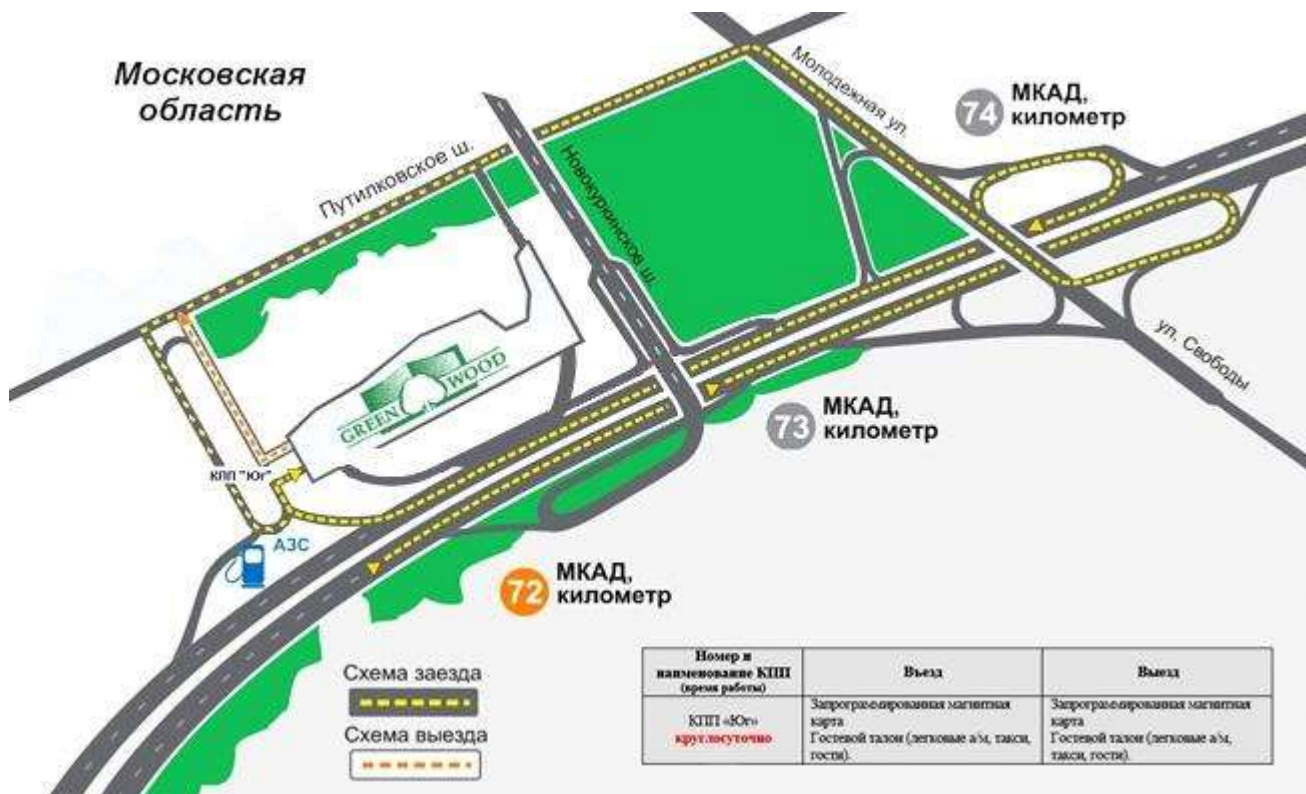 Московская
область
Путилковское ш.
Новокуркинское ш.
Молодежная ул.
74
МКАД,
километр
ул. Свободы
GREEN WOOD
КПП "Юг"
АЗС
73
МКАД,
километр
72
МКАД,
километр
Схема заезда
Схема выезда
Номер и
наименование КПП
(время работы)
Въезд
Выезд
КПП «Юг»
круглосуточно
Запрограммированная магнитная
карта
Гостевой талон (легковые а/м, такси,
гости).
Запрограммированная магнитная
карта
Гостевой талон (легковые а/м,
такси, гости).